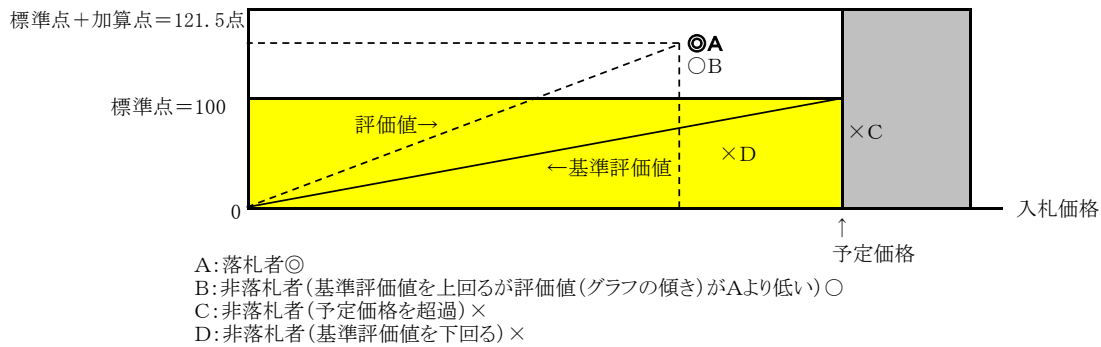 標準点＋加算点＝121.5点
◎A
○B
標準点＝100
評価値→
×C
×D
←基準評価値
0
入札価格
↑
予定価格
A：落札者◎
B：非落札者（基準評価値を上回るが評価値（グラフの傾き）がAより低い）○
C：非落札者（予定価格を超過）×
D：非落札者（基準評価値を下回る）×